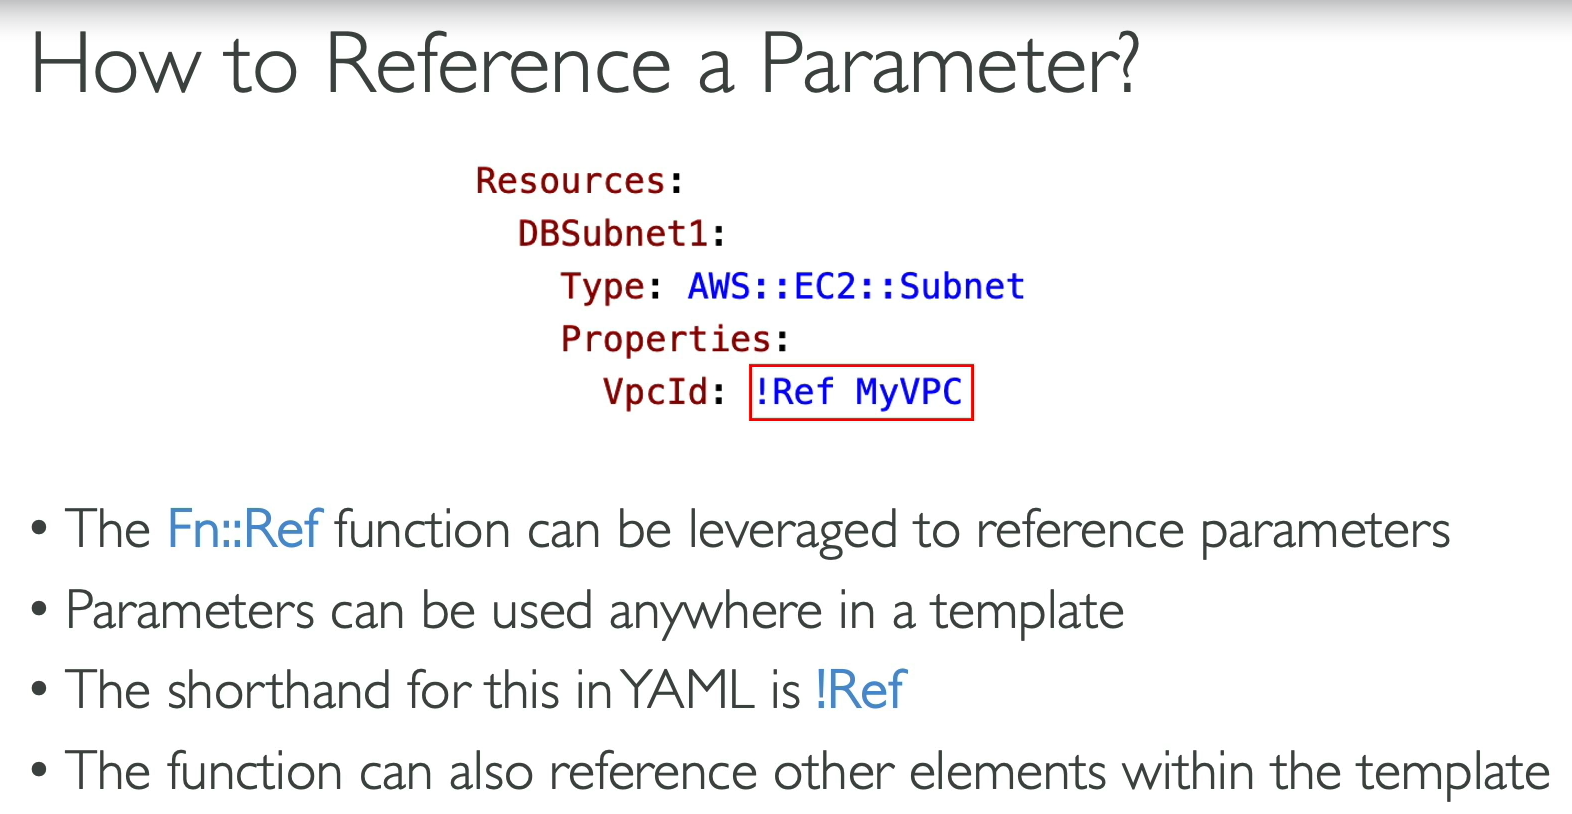 How to Reference a Parameter?
Resources:
  DBSubnet1:
    Type: AWS::EC2::Subnet
    Properties:
      VpcId: !Ref MyVPC
• The Fn::Ref function can be leveraged to reference parameters
• Parameters can be used anywhere in a template
• The shorthand for this in YAML is !Ref
• The function can also reference other elements within the template